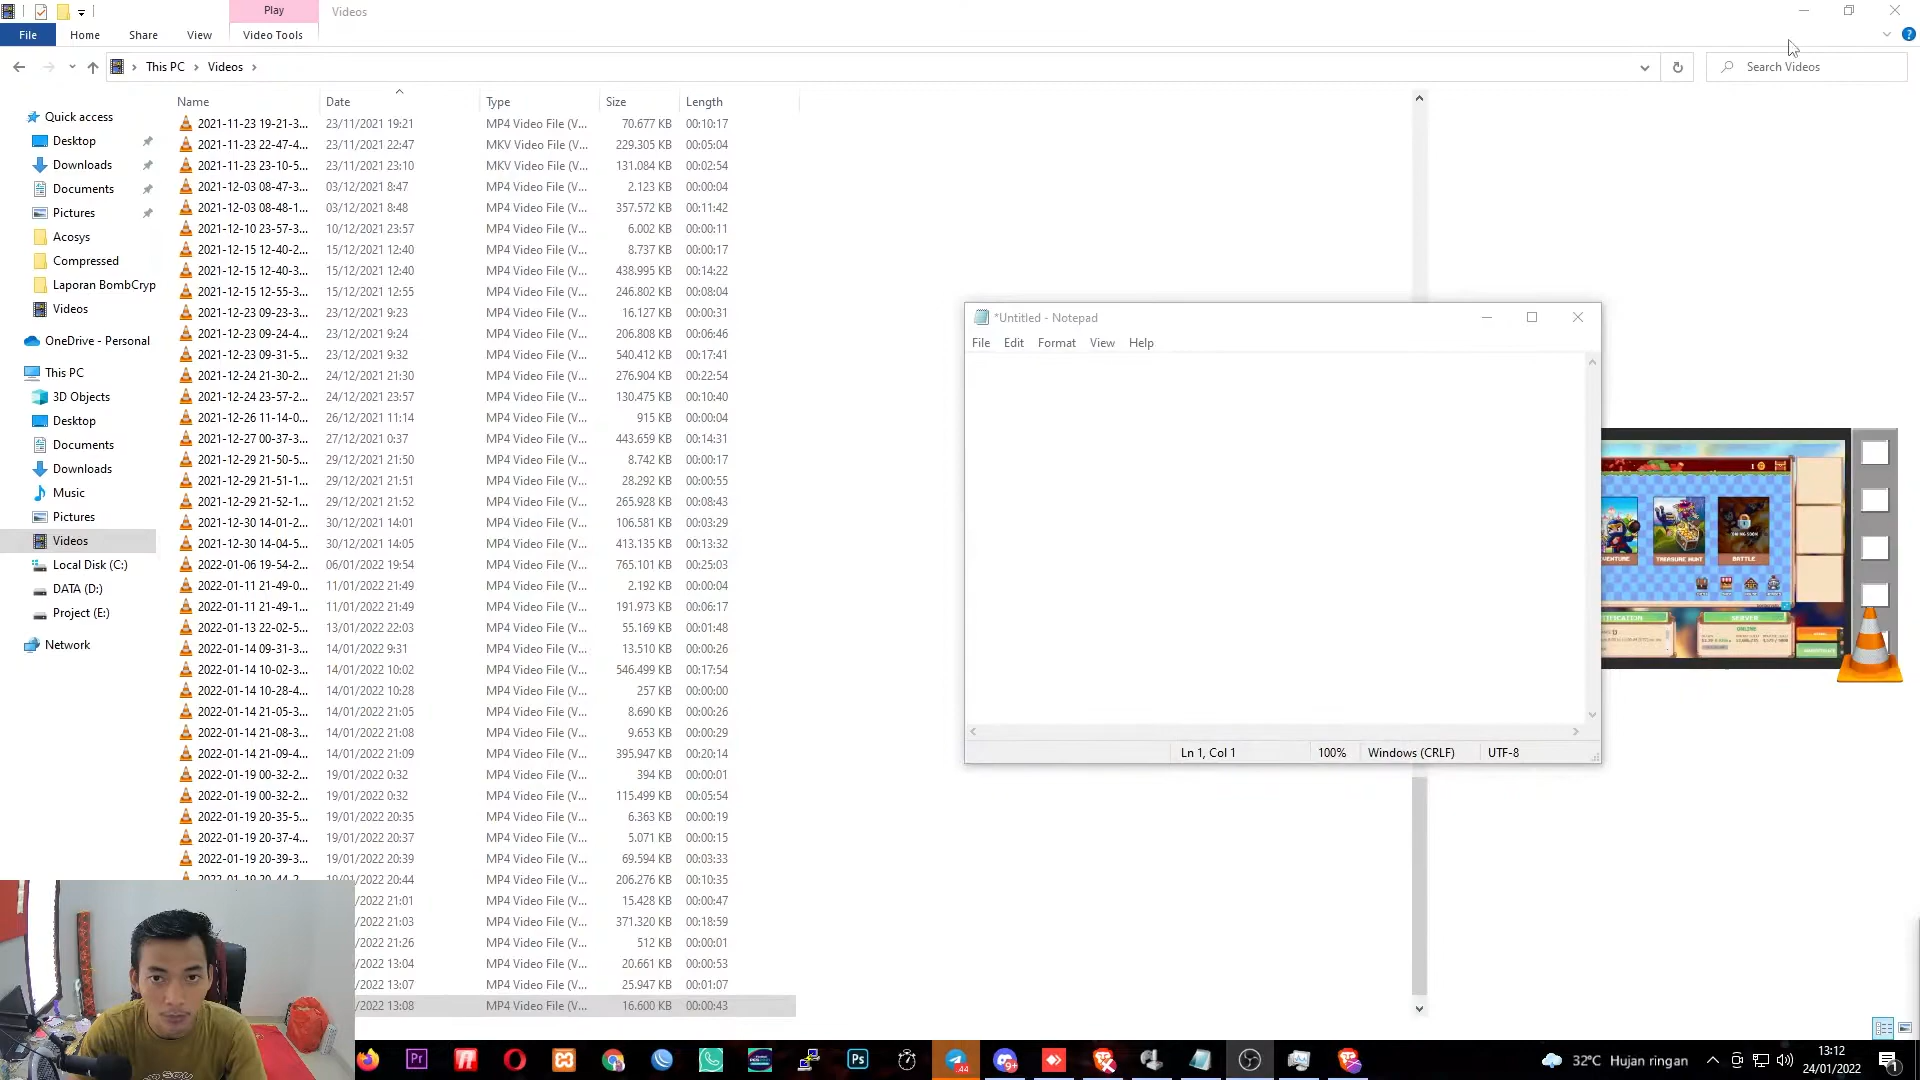 Play
Videos
File
Home
Share
View
Video Tools
This PC
Videos
Search Videos
Name
Date
Type
Size
Length
Quick access
Desktop
Downloads
Documents
Pictures
Acosys
Compressed
Laporan BombCryp
Videos
OneDrive - Personal
This PC
3D Objects
Desktop
Documents
Downloads
Music
Pictures
Videos
Local Disk (C:)
DATA (D:)
Project (E:)
Network
2021-11-23 19-21-3... 23/11/2021 19:21 MP4 Video File (V... 70.677 KB 00:10:17
2021-11-23 22-47-4... 23/11/2021 22:47 MKV Video File (V... 229.305 KB 00:05:04
2021-11-23 23-10-5... 23/11/2021 23:10 MKV Video File (V... 131.084 KB 00:02:54
2021-12-03 08-47-3... 03/12/2021 8:47 MP4 Video File (V... 2.123 KB 00:00:04
2021-12-03 08-48-1... 03/12/2021 8:48 MP4 Video File (V... 357.572 KB 00:11:42
2021-12-10 23-57-3... 10/12/2021 23:57 MP4 Video File (V... 6.002 KB 00:00:11
2021-12-15 12-40-2... 15/12/2021 12:40 MP4 Video File (V... 8.737 KB 00:00:17
2021-12-15 12-40-3... 15/12/2021 12:40 MP4 Video File (V... 438.995 KB 00:14:22
2021-12-15 12-55-3... 15/12/2021 12:55 MP4 Video File (V... 246.802 KB 00:08:04
2021-12-23 09-23-3... 23/12/2021 9:23 MP4 Video File (V... 16.127 KB 00:00:31
2021-12-23 09-24-4... 23/12/2021 9:24 MP4 Video File (V... 206.808 KB 00:06:46
2021-12-23 09-31-5... 23/12/2021 9:32 MP4 Video File (V... 540.412 KB 00:17:41
2021-12-24 21-30-2... 24/12/2021 21:30 MP4 Video File (V... 276.904 KB 00:22:54
2021-12-24 23-57-2... 24/12/2021 23:57 MP4 Video File (V... 130.475 KB 00:10:40
2021-12-26 11-14-0... 26/12/2021 11:14 MP4 Video File (V... 915 KB 00:00:04
2021-12-27 00-37-3... 27/12/2021 0:37 MP4 Video File (V... 443.659 KB 00:14:31
2021-12-29 21-50-5... 29/12/2021 21:50 MP4 Video File (V... 8.742 KB 00:00:17
2021-12-29 21-51-1... 29/12/2021 21:51 MP4 Video File (V... 28.292 KB 00:00:55
2021-12-29 21-52-1... 29/12/2021 21:52 MP4 Video File (V... 265.928 KB 00:08:43
2021-12-30 14-01-2... 30/12/2021 14:01 MP4 Video File (V... 106.581 KB 00:03:29
2021-12-30 14-04-5... 30/12/2021 14:05 MP4 Video File (V... 413.135 KB 00:13:32
2022-01-06 19-54-2... 06/01/2022 19:54 MP4 Video File (V... 765.101 KB 00:25:03
2022-01-11 21-49-0... 11/01/2022 21:49 MP4 Video File (V... 2.192 KB 00:00:04
2022-01-11 21-49-1... 11/01/2022 21:49 MP4 Video File (V... 191.973 KB 00:06:17
2022-01-13 22-02-5... 13/01/2022 22:03 MP4 Video File (V... 55.169 KB 00:01:48
2022-01-14 09-31-3... 14/01/2022 9:31 MP4 Video File (V... 13.510 KB 00:00:26
2022-01-14 10-02-3... 14/01/2022 10:02 MP4 Video File (V... 546.499 KB 00:17:54
2022-01-14 10-28-4... 14/01/2022 10:28 MP4 Video File (V... 257 KB 00:00:00
2022-01-14 21-05-3... 14/01/2022 21:05 MP4 Video File (V... 8.690 KB 00:00:26
2022-01-14 21-08-3... 14/01/2022 21:08 MP4 Video File (V... 9.653 KB 00:00:29
2022-01-14 21-09-4... 14/01/2022 21:09 MP4 Video File (V... 395.947 KB 00:20:14
2022-01-19 00-32-2... 19/01/2022 0:32 MP4 Video File (V... 394 KB 00:00:01
2022-01-19 00-32-2... 19/01/2022 0:32 MP4 Video File (V... 115.499 KB 00:05:54
2022-01-19 20-35-5... 19/01/2022 20:35 MP4 Video File (V... 6.363 KB 00:00:19
2022-01-19 20-37-4... 19/01/2022 20:37 MP4 Video File (V... 5.071 KB 00:00:15
2022-01-19 20-39-3... 19/01/2022 20:39 MP4 Video File (V... 69.594 KB 00:03:33
2022-01-19 20-44-2... 19/01/2022 20:44 MP4 Video File (V... 206.276 KB 00:10:35
/2022 21:01 MP4 Video File (V... 15.428 KB 00:00:47
/2022 21:03 MP4 Video File (V... 371.320 KB 00:18:59
/2022 21:26 MP4 Video File (V... 512 KB 00:00:01
/2022 13:04 MP4 Video File (V... 20.661 KB 00:00:53
/2022 13:07 MP4 Video File (V... 25.947 KB 00:01:07
/2022 13:08 MP4 Video File (V... 16.600 KB 00:00:43
*Untitled - Notepad
File Edit Format View Help
Ln 1, Col 1 100% Windows (CRLF) UTF-8
TREASURE HUNT
BATTLE
SERVER
ONLINE
Pr
Ps
44
9+
32°C Hujan ringan
13:12
24/01/2022
1